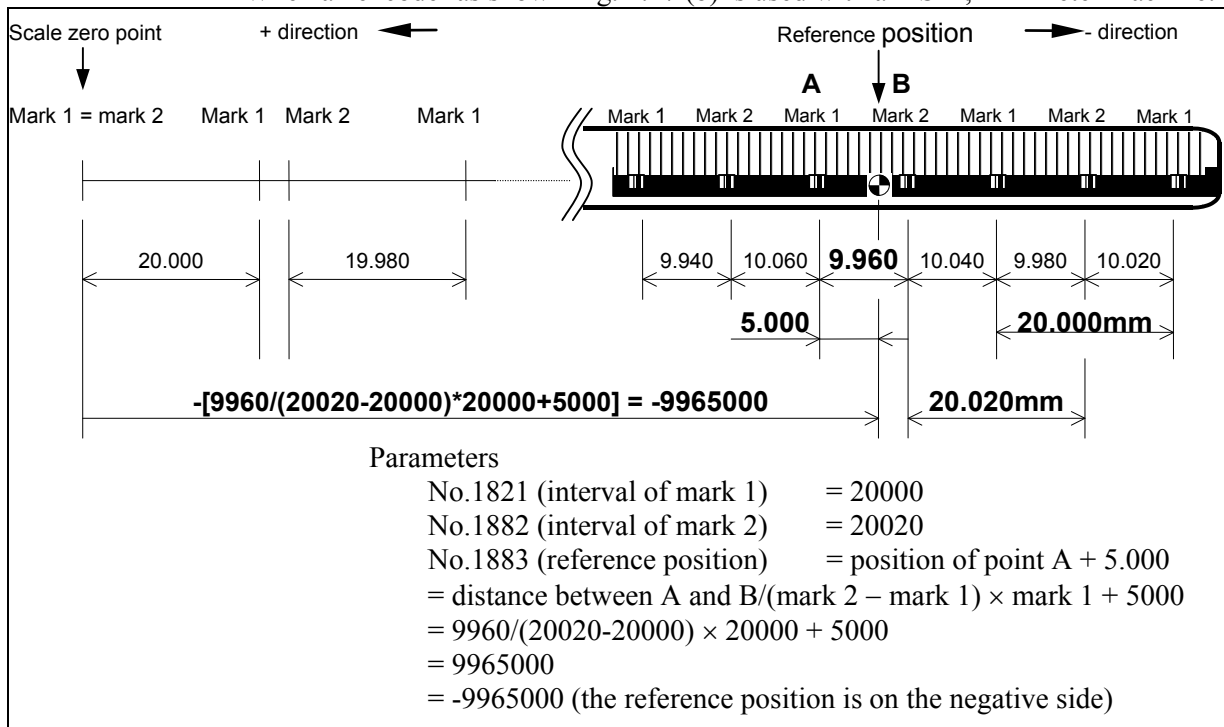 Scale zero point + direction Reference position - direction
A B
Mark 1 = mark 2 Mark 1 Mark 2 Mark 1 Mark 1 Mark 2 Mark 1 Mark 2 Mark 1 Mark 2 Mark 1
20.000 19.980 9.940 10.060 9.960 10.040 9.980 10.020
5.000 20.000mm
-[9960/(20020-20000)*20000+5000] = -9965000 20.020mm
Parameters
No.1821 (interval of mark 1) = 20000
No.1882 (interval of mark 2) = 20020
No.1883 (reference position) = position of point A + 5.000
= distance between A and B/(mark 2 – mark 1) × mark 1 + 5000
= 9960/(20020-20000) × 20000 + 5000
= 9965000
= -9965000 (the reference position is on the negative side)